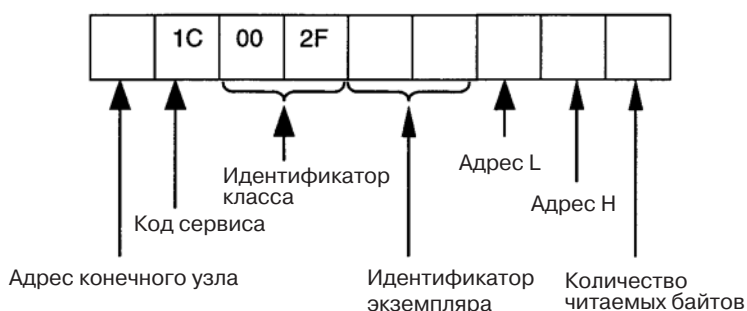 1C 00 2F
Идентификатор
класса
Адрес L
Адрес H
Код сервиса
Адрес конечного узла
Идентификатор
экземпляра
Количество
читаемых байтов